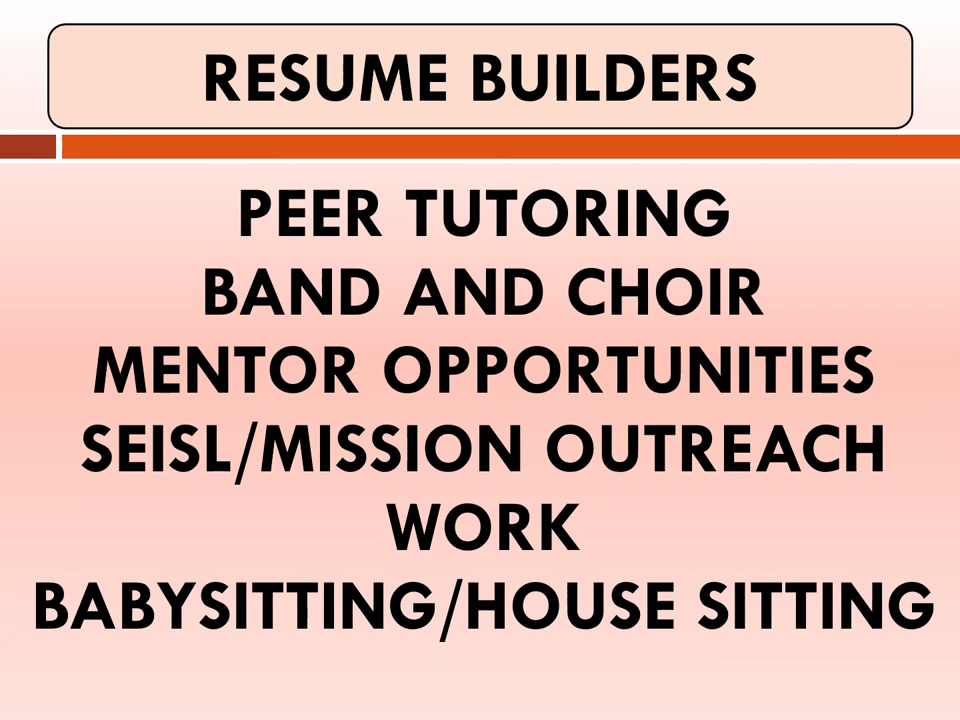 RESUME BUILDERS
PEER TUTORING
BAND AND CHOIR
MENTOR OPPORTUNITIES
SEISL/MISSION OUTREACH
WORK
BABYSITTING/HOUSE SITTING